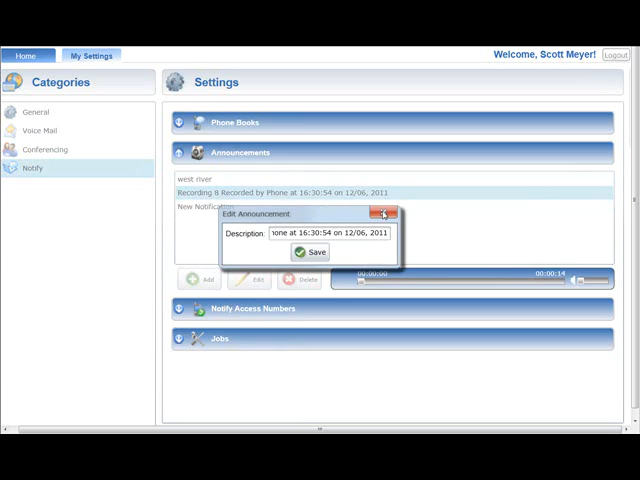 Home
My Settings
Welcome, Scott Meyer!
Logout
Categories
Settings
General
Voice Mail
Conferencing
Notify
Phone Books
Announcements
west river
Recording 8 Recorded by Phone at 16:30:54 on 12/06, 2011
New Notification
Edit Announcement
Description:
hone at 16:30:54 on 12/06, 2011
Save
Add
Edit
Delete
00:00:00
00:00:14
Notify Access Numbers
Jobs